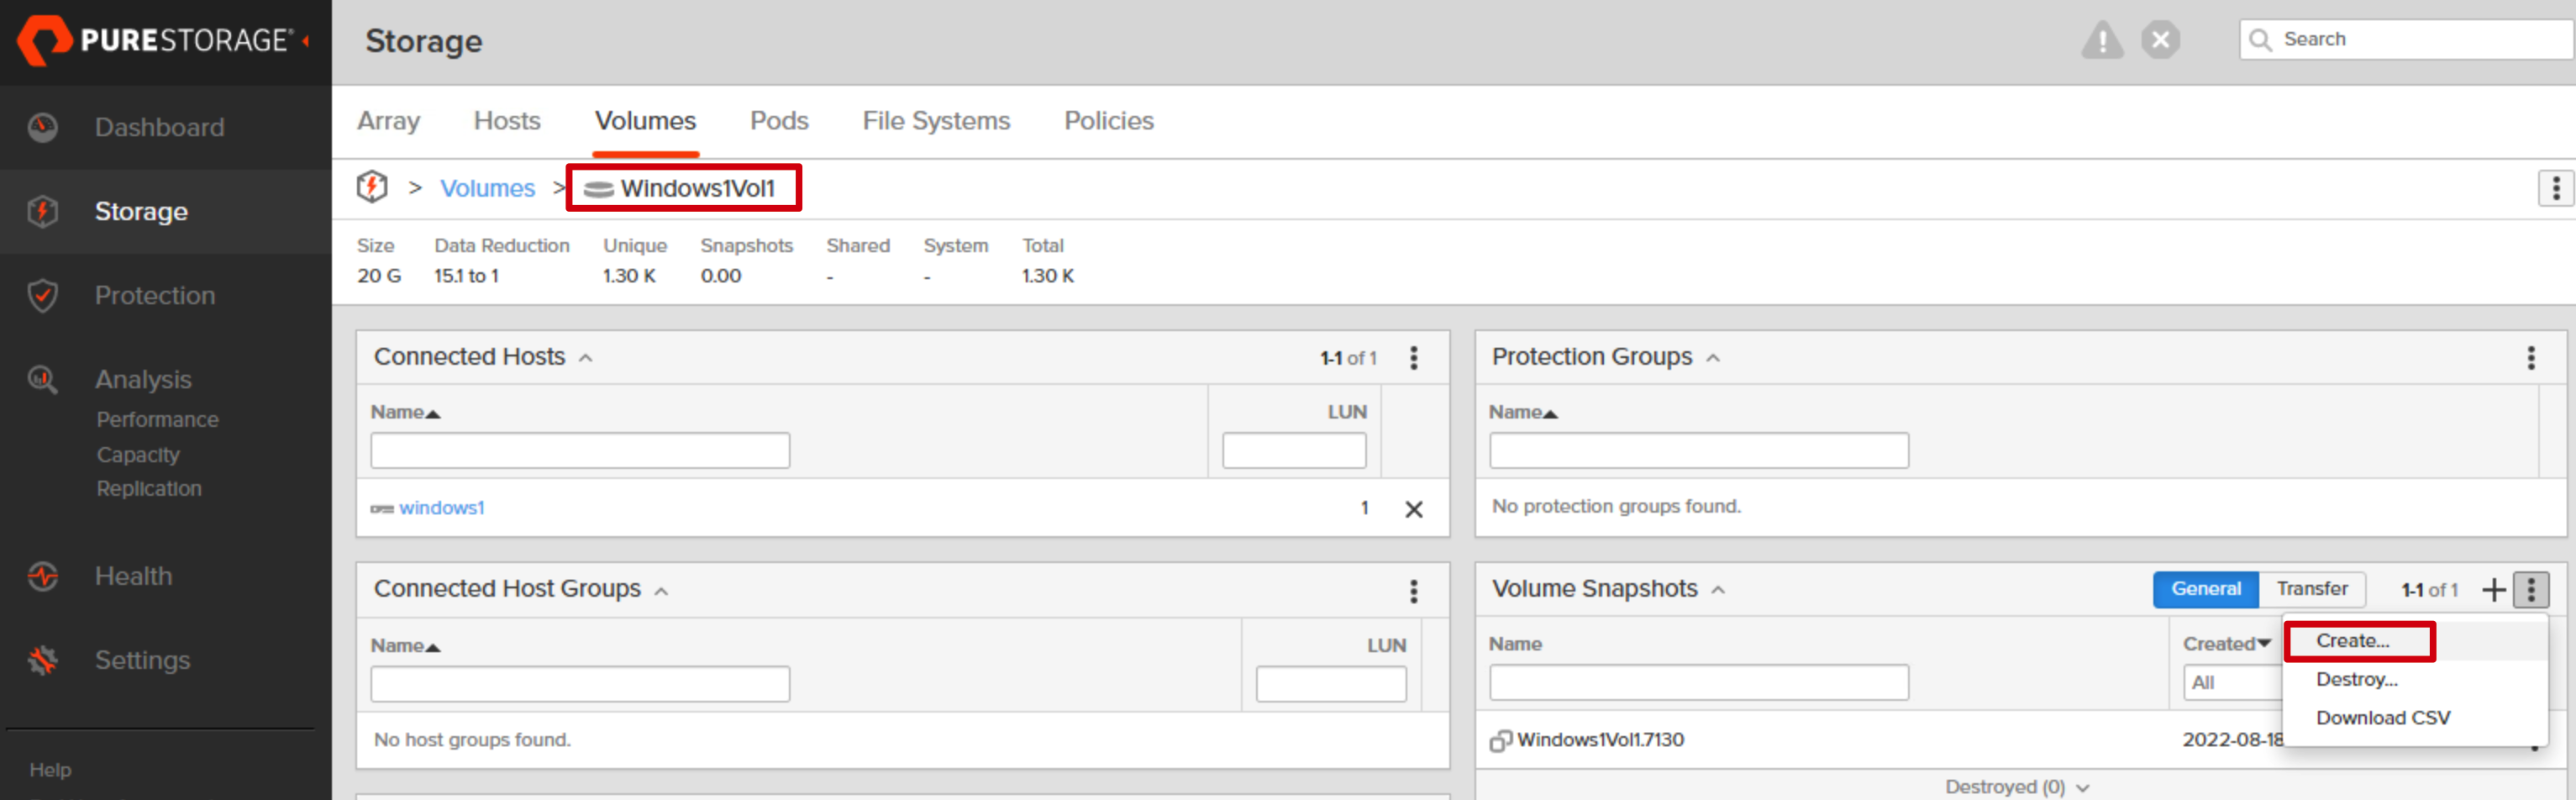 PURESTORAGE®
Storage
Search
Dashboard
Storage
Protection
Analysis
Performance
Capacity
Replication
Health
Settings
Help
Array Hosts Volumes Pods File Systems Policies
> Volumes > Windows1Vol1
Size Data Reduction Unique Snapshots Shared System Total
20 G 15.1 to 1 1.30 K 0.00 - - 1.30 K
Connected Hosts 1-1 of 1
Name LUN
windows1 1
Protection Groups
Name
No protection groups found.
Connected Host Groups
Name LUN
No host groups found.
Volume Snapshots General Transfer 1-1 of 1
Name Created
All
Create...
Destroy...
Download CSV
Windows1Vol1.7130 2022-08-18
Destroyed (0)